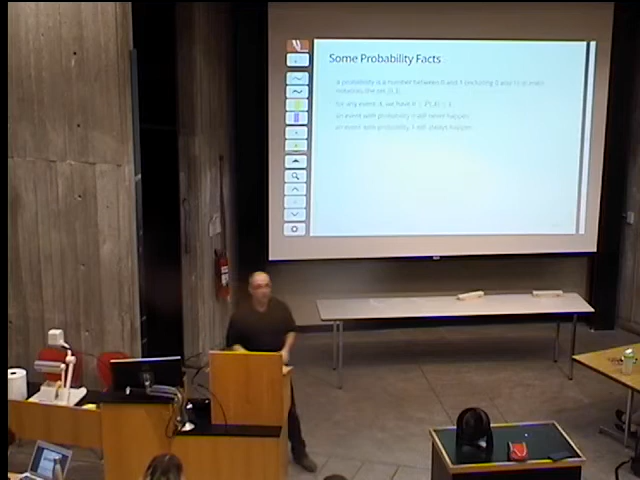 Some Probability Facts
a probability is a number between 0 and 1 (including 0 and 1), or even
notations the set [0,1].
for any event A, we have 0 ≤ P(A) ≤ 1
an event with probability 0 will never happen
an event with probability 1 will always happen